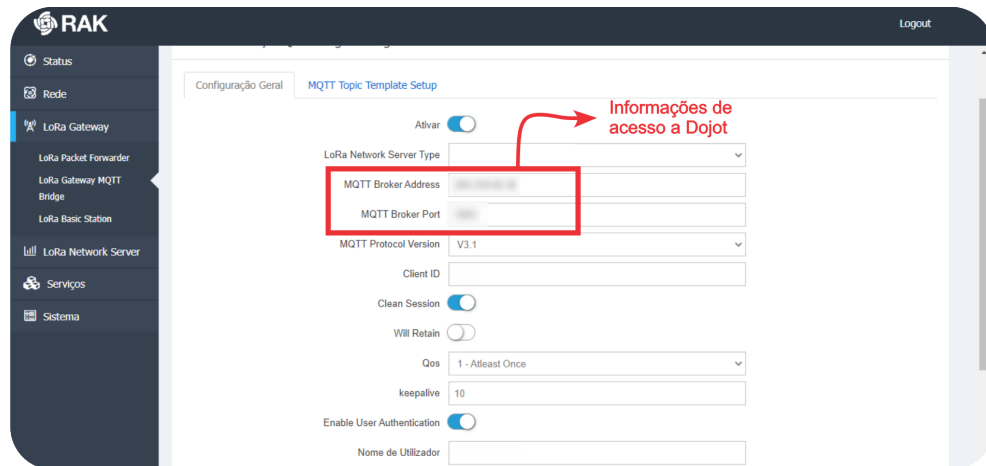 RAK
Logout
Status
Rede
LoRa Gateway
LoRa Packet Forwarder
LoRa Gateway MQTT
Bridge
LoRa Basic Station
LoRa Network Server
Serviços
Sistema
Configuração Geral
MQTT Topic Template Setup
Informações de
acesso a Dojot
Ativar
LoRa Network Server Type
MQTT Broker Address
MQTT Broker Port
MQTT Protocol Version V3.1
Client ID
Clean Session
Will Retain
Qos 1 - Atleast Once
keepalive 10
Enable User Authentication
Nome de Utilizador